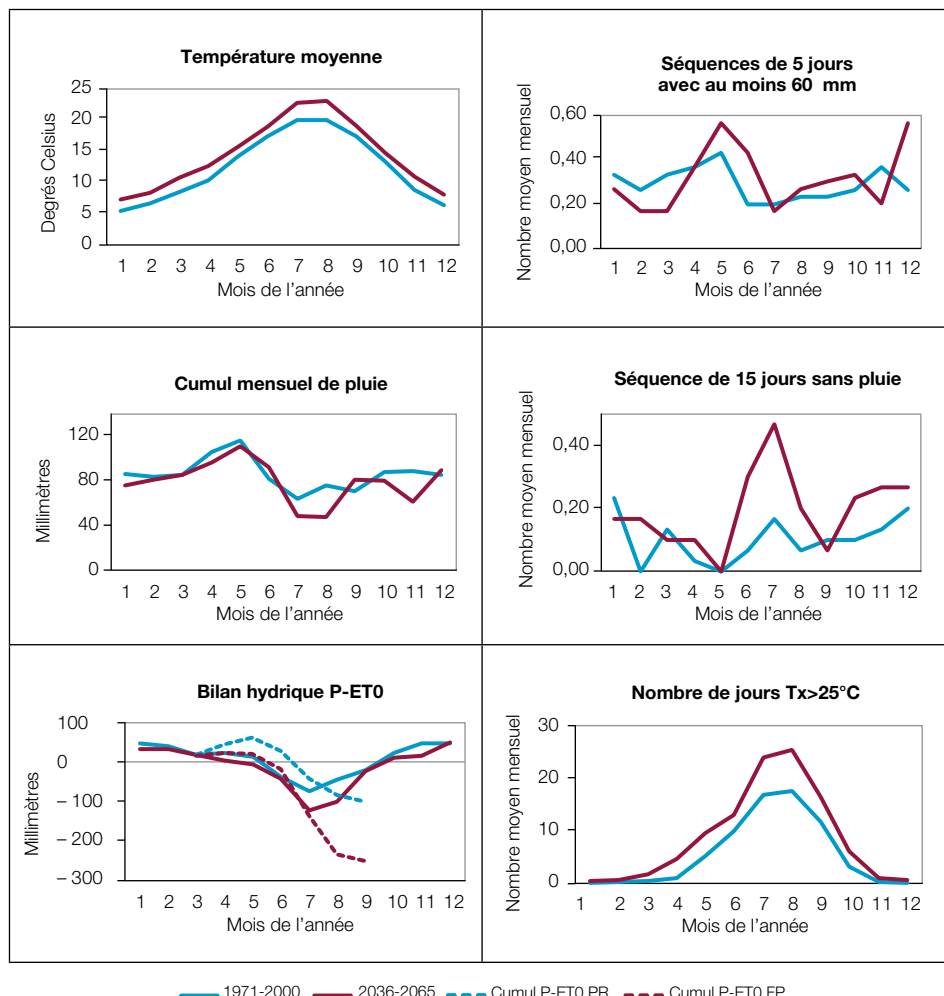 Température moyenne
Degrés Celsius
25
20
15
10
5
0
1 2 3 4 5 6 7 8 9 10 11 12
Mois de l'année
Séquences de 5 jours
avec au moins 60 mm
Nombre moyen mensuel
0,60
0,40
0,20
0,00
1 2 3 4 5 6 7 8 9 10 11 12
Mois de l'année
Cumul mensuel de pluie
Millimètres
120
80
40
0
1 2 3 4 5 6 7 8 9 10 11 12
Mois de l'année
Séquence de 15 jours sans pluie
Nombre moyen mensuel
0,40
0,20
0,00
1 2 3 4 5 6 7 8 9 10 11 12
Mois de l'année
Bilan hydrique P-ET0
Millimètres
100
0
– 100
– 200
– 300
1 2 3 4 5 6 7 8 9 10 11 12
Mois de l'année
Nombre de jours Tx>25°C
Nombre moyen mensuel
30
20
10
0
1 2 3 4 5 6 7 8 9 10 11 12
Mois de l'année
1971-2000 2036-2065 Cumul P-ET0 PR Cumul P-ET0 FP